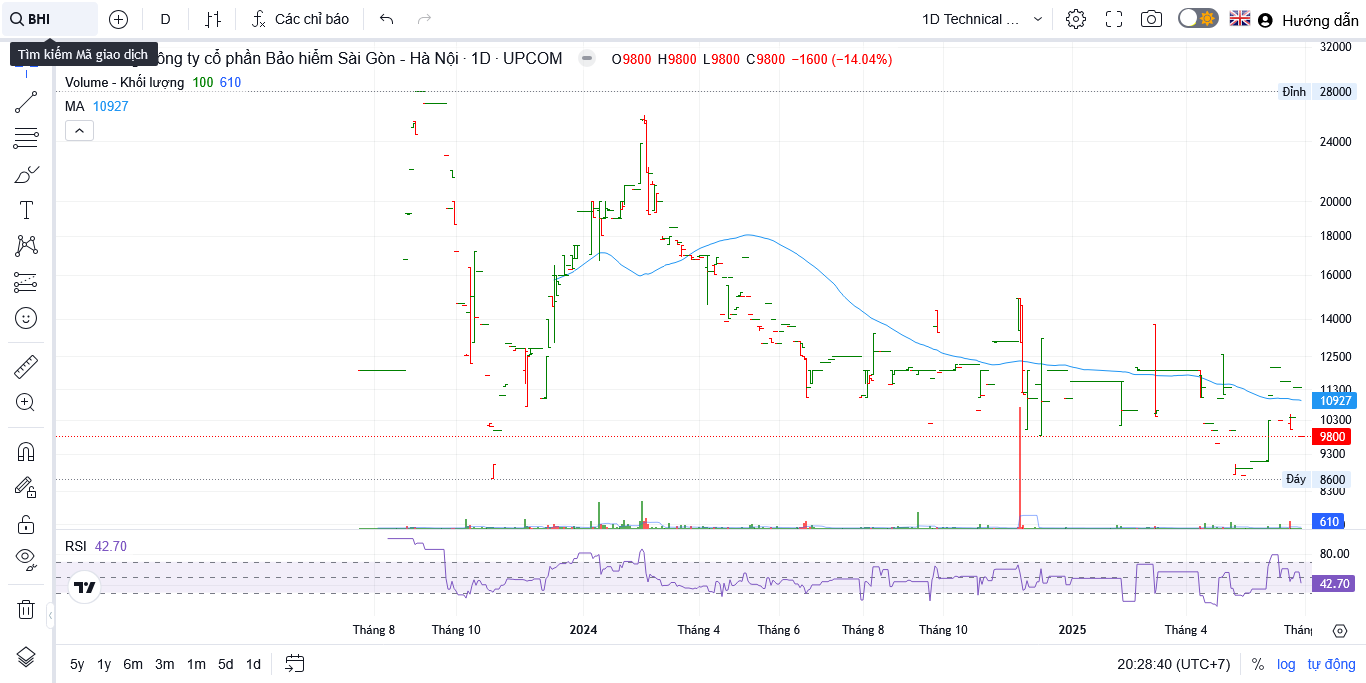 BHI D Các chỉ báo 1D Technical ... Hướng dẫn
Tìm kiếm Mã giao dịch
ông ty cổ phần Bảo hiểm Sài Gòn - Hà Nội · 1D · UPCOM O9800 H9800 L9800 C9800 −1600 (−14.04%)
Volume - Khối lượng 100 610
MA 10927
32000
Đỉnh 28000
24000
20000
18000
16000
14000
12500
11300
10927
10300
9800
9300
Đáy 8600
8300
610
RSI 42.70
80.00
42.70
Tháng 8 Tháng 10 2024 Tháng 4 Tháng 6 Tháng 8 Tháng 10 2025 Tháng 4 Thán
5y 1y 6m 3m 1m 5d 1d 20:28:40 (UTC+7) % log tự động